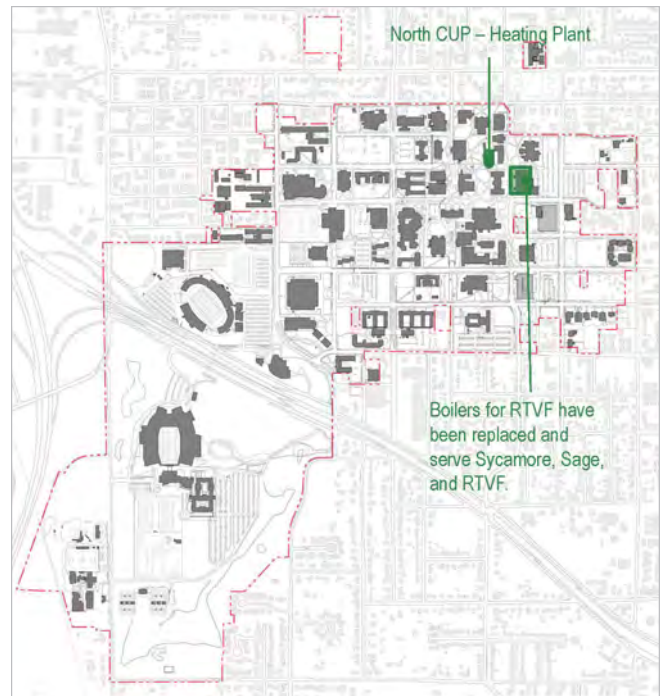 North CUP – Heating Plant
Boilers for RTVF have
been replaced and
serve Sycamore, Sage,
and RTVF.